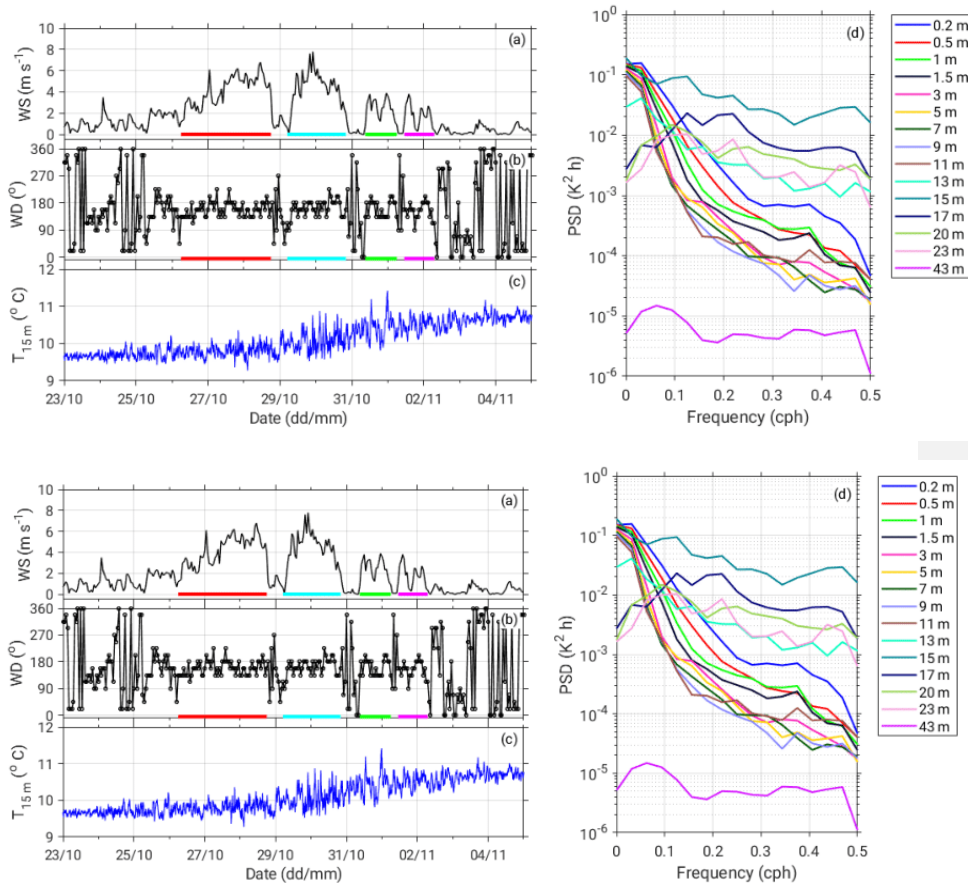 (a)
WS (m s-1)
10
8
6
4
2
0
(b)
WD (°)
360
270
180
90
0
(c)
T15 m (° C)
12
11
10
9
23/10 25/10 27/10 29/10 31/10 02/11 04/11
Date (dd/mm)
(d)
PSD (K2 h)
100
10-1
10-2
10-3
10-4
10-5
10-6
0 0.1 0.2 0.3 0.4 0.5
Frequency (cph)
0.2 m
0.5 m
1 m
1.5 m
3 m
5 m
7 m
9 m
11 m
13 m
15 m
17 m
20 m
23 m
43 m
(a)
WS (m s-1)
10
8
6
4
2
0
(b)
WD (°)
360
270
180
90
0
(c)
T15 m (° C)
12
11
10
9
23/10 25/10 27/10 29/10 31/10 02/11 04/11
Date (dd/mm)
(d)
PSD (K2 h)
100
10-1
10-2
10-3
10-4
10-5
10-6
0 0.1 0.2 0.3 0.4 0.5
Frequency (cph)
0.2 m
0.5 m
1 m
1.5 m
3 m
5 m
7 m
9 m
11 m
13 m
15 m
17 m
20 m
23 m
43 m